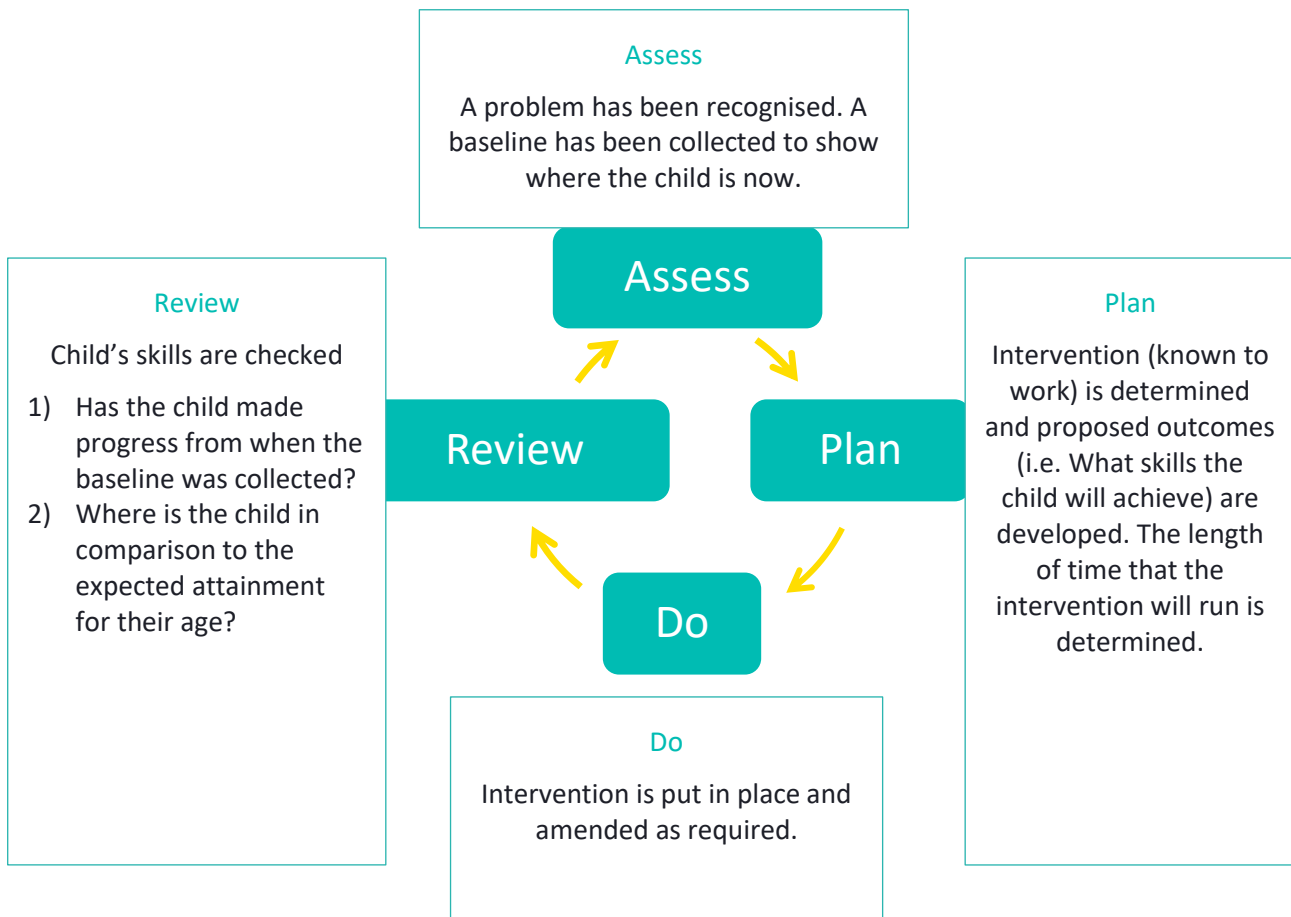 Assess
A problem has been recognised. A
baseline has been collected to show
where the child is now.
Assess
Review
Child’s skills are checked
1) Has the child made
progress from when the
baseline was collected?
2) Where is the child in
comparison to the
expected attainment
for their age?
Review
Plan
Plan
Intervention (known to
work) is determined
and proposed outcomes
(i.e. What skills the
child will achieve) are
developed. The length
of time that the
intervention will run is
determined.
Do
Do
Intervention is put in place and
amended as required.